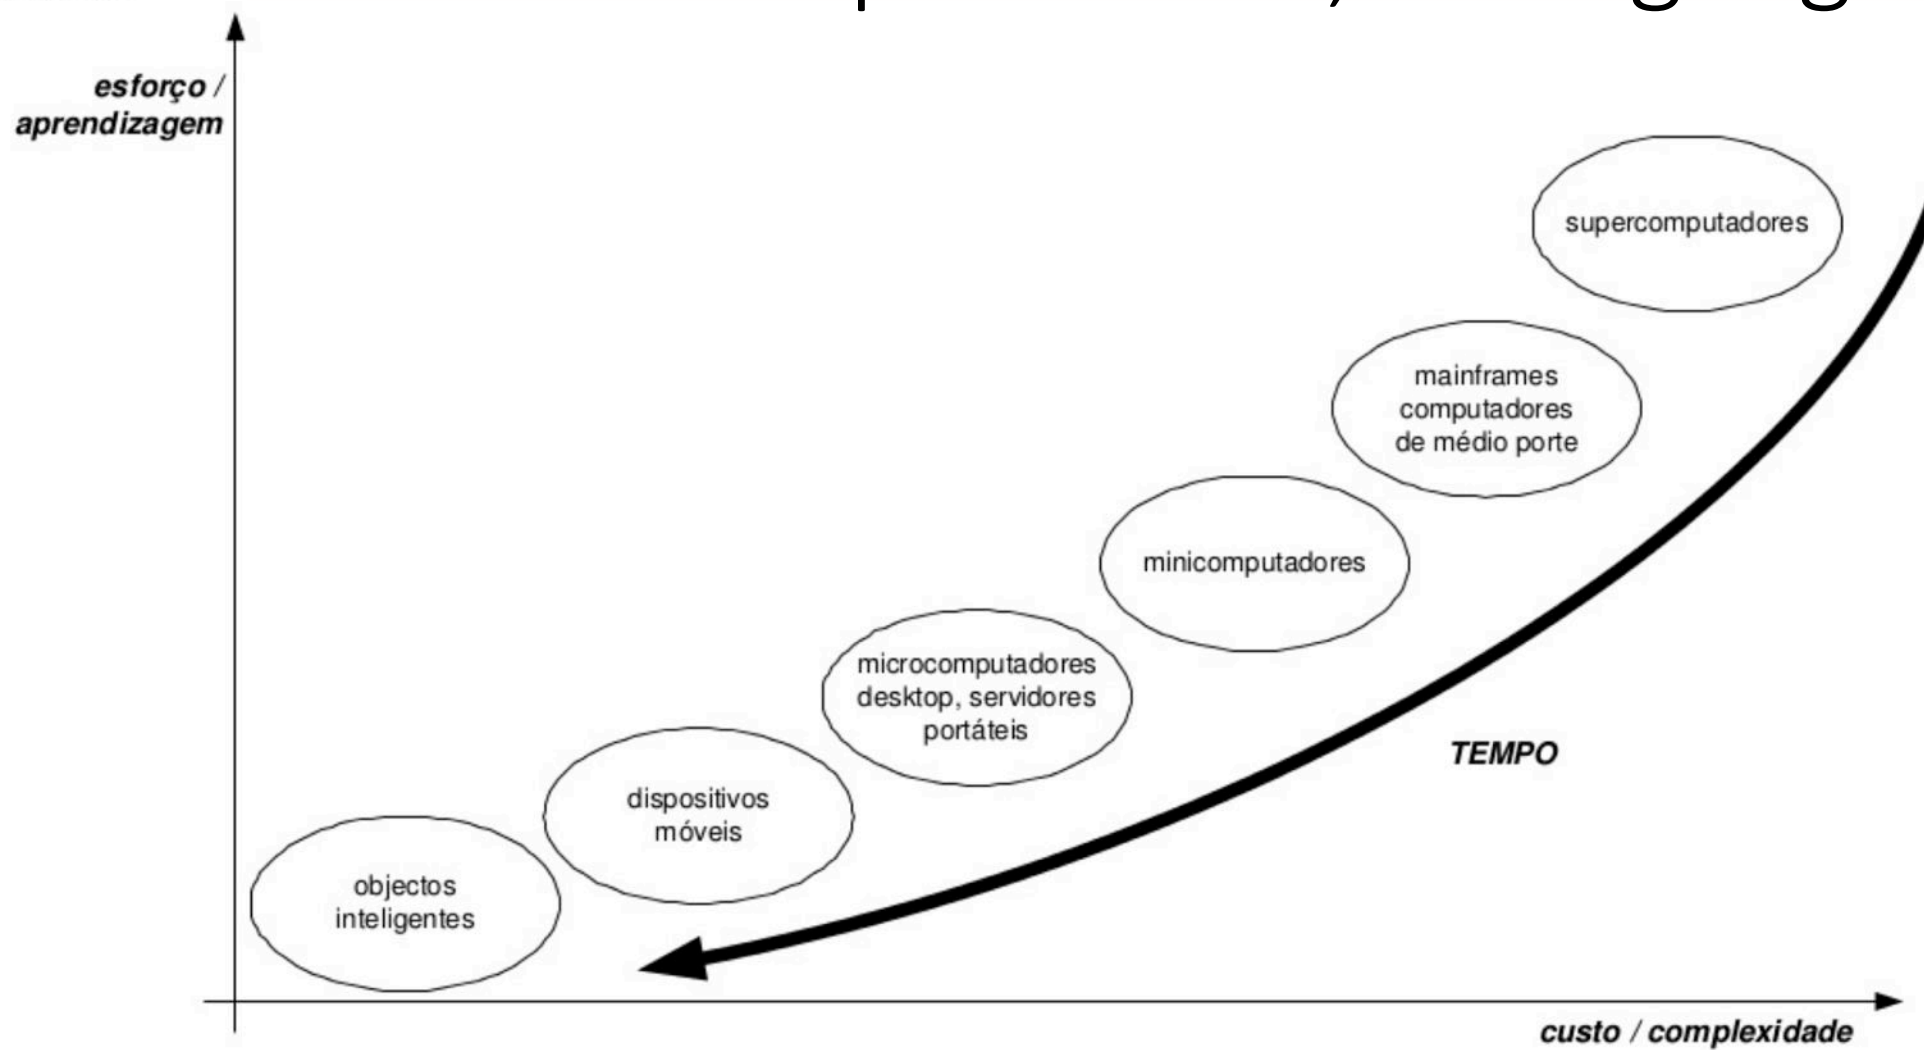 esforço /
aprendizagem
supercomputadores
mainframes
computadores
de médio porte
minicomputadores
microcomputadores
desktop, servidores
portáteis
TEMPO
dispositivos
móveis
objectos
inteligentes
custo / complexidade